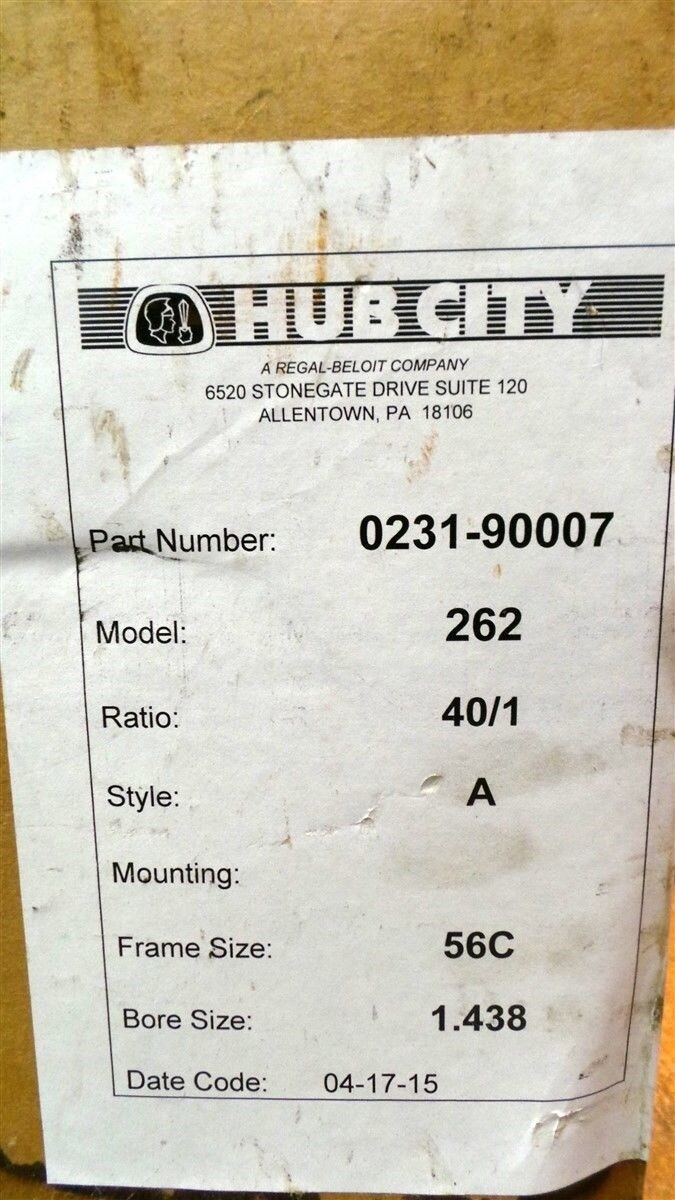 HUB CITY
A REGAL-BELOIT COMPANY
6520 STONEGATE DRIVE SUITE 120
ALLENTOWN, PA 18106
Part Number: 0231-90007
Model: 262
Ratio: 40/1
Style: A
Mounting:
Frame Size: 56C
Bore Size: 1.438
Date Code: 04-17-15